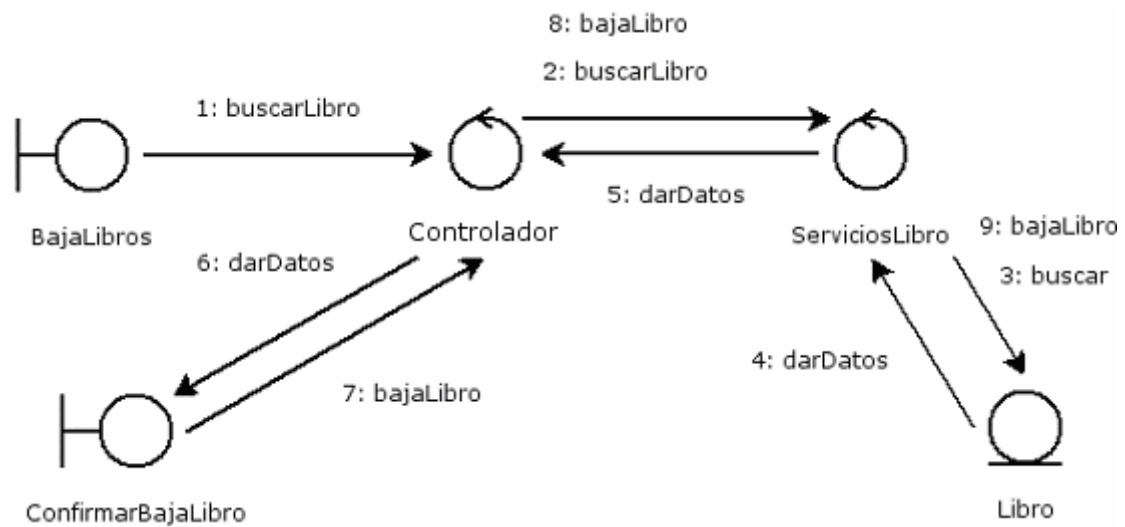 8: bajaLibro
2: buscarLibro
1: buscarLibro
5: darDatos
BajaLibros
Controlador
ServiciosLibro
9: bajaLibro
3: buscar
6: darDatos
4: darDatos
7: bajaLibro
ConfirmarBajaLibro
Libro